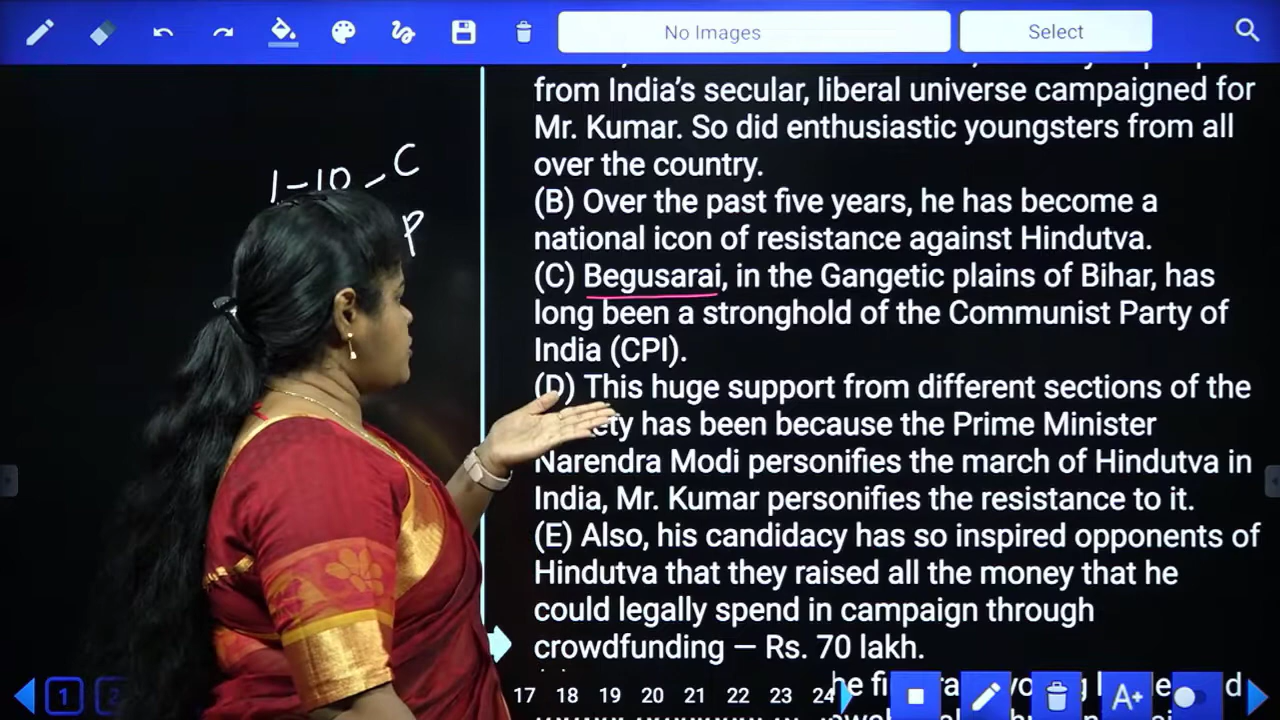 No Images
Select
1-10 - C
P
from India's secular, liberal universe campaigned for
Mr. Kumar. So did enthusiastic youngsters from all
over the country.
(B) Over the past five years, he has become a
national icon of resistance against Hindutva.
(C) Begusarai, in the Gangetic plains of Bihar, has
long been a stronghold of the Communist Party of
India (CPI).
(D) This huge support from different sections of the
ety has been because the Prime Minister
Narendra Modi personifies the march of Hindutva in
India, Mr. Kumar personifies the resistance to it.
(E) Also, his candidacy has so inspired opponents of
Hindutva that they raised all the money that he
could legally spend in campaign through
crowdfunding — Rs. 70 lakh.
1 2 17 18 19 20 21 22 23 24 A+